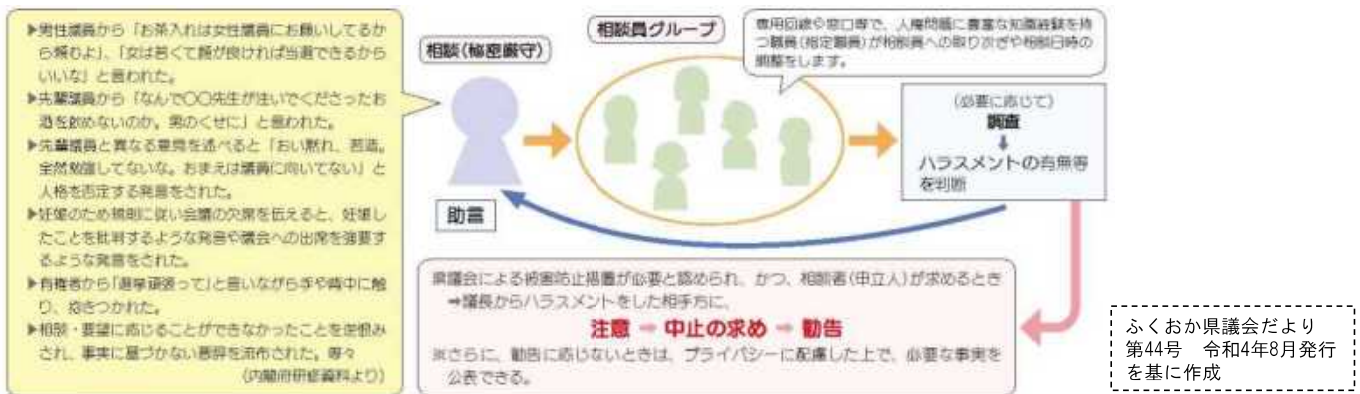 ▶男性議員から「お茶入れは女性議員にお願いしてるか
ら頼むよ」、「女は若くて顔が良ければ当選できるから
いいな」と言われた。
▶先輩議員から「なんで〇〇先生が注いでくださったお
酒を飲めないのか。男のくせに」と言われた。
▶先輩議員と異なる意見を述べると「おい黙れ、若造。
全然勉強してないな。おまえは議員に向いてない」と
人格を否定する発言をされた。
▶妊娠のため規則に従い会議の欠席を伝えると、妊娠し
たことを批判するような発言や議会への出席を強要す
るような発言をされた。
▶有権者から「選挙頑張って」と言いながら手や背中に触
り、抱きつかれた。
▶相談・要望に応じることができなかったことを逆恨み
され、事実に基づかない悪評を流布された。等々
(内閣府研修資料より)
相談(秘密厳守)
助言
相談員グループ
専用回線や窓口等で、人権問題に豊富な知識経験を持
つ職員(指定職員)が相談員への取り次ぎや相談日時の
調整をします。
(必要に応じて)
調査
ハラスメントの有無等
を判断
県議会による被害防止措置が必要と認められ、かつ、相談者(申立人)が求めるとき
➡議長からハラスメントをした相手方に、
注意 ➡ 中止の求め ➡ 勧告
※さらに、勧告に応じないときは、プライバシーに配慮した上で、必要な事実を
公表できる。
ふくおか県議会だより
第44号 令和4年8月発行
を基に作成